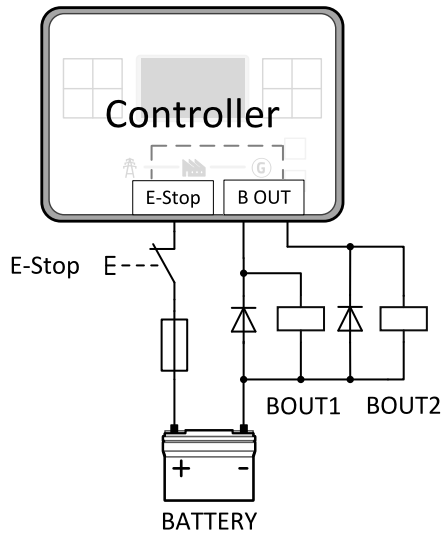 Controller
G
E-Stop
B OUT
E-Stop
BOUT1
BOUT2
+
-
BATTERY